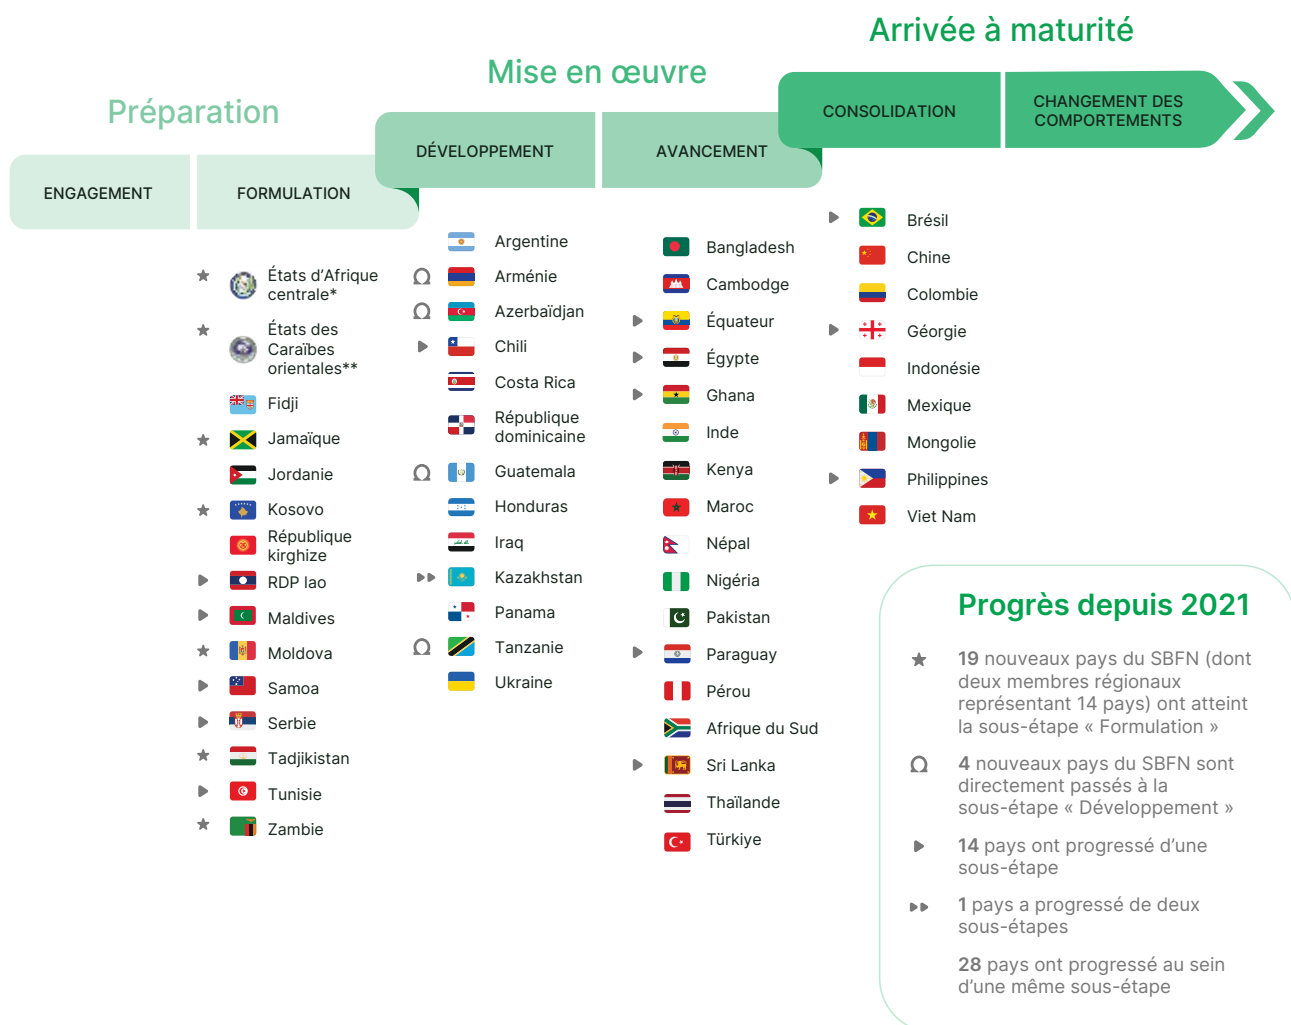 Arrivée à maturité
Mise en œuvre
Préparation
CONSOLIDATION
CHANGEMENT DES
COMPORTEMENTS
DÉVELOPPEMENT
AVANCEMENT
ENGAGEMENT
FORMULATION
États d’Afrique
centrale*
États des
Caraïbes
orientales**
Fidji
Jamaïque
Jordanie
Kosovo
République
kirghize
RDP lao
Maldives
Moldova
Samoa
Serbie
Tadjikistan
Tunisie
Zambie
Argentine
Arménie
Azerbaïdjan
Chili
Costa Rica
République
dominicaine
Guatemala
Honduras
Iraq
Kazakhstan
Panama
Tanzanie
Ukraine
Bangladesh
Cambodge
Équateur
Égypte
Ghana
Inde
Kenya
Maroc
Népal
Nigéria
Pakistan
Paraguay
Pérou
Afrique du Sud
Sri Lanka
Thaïlande
Türkiye
Brésil
Chine
Colombie
Géorgie
Indonésie
Mexique
Mongolie
Philippines
Viet Nam
Progrès depuis 2021
19 nouveaux pays du SBFN (dont
deux membres régionaux
représentant 14 pays) ont atteint
la sous-étape « Formulation »
Ω 4 nouveaux pays du SBFN sont
directement passés à la
sous-étape « Développement »
14 pays ont progressé d’une
sous-étape
1 pays a progressé de deux
sous-étapes
28 pays ont progressé au sein
d’une même sous-étape